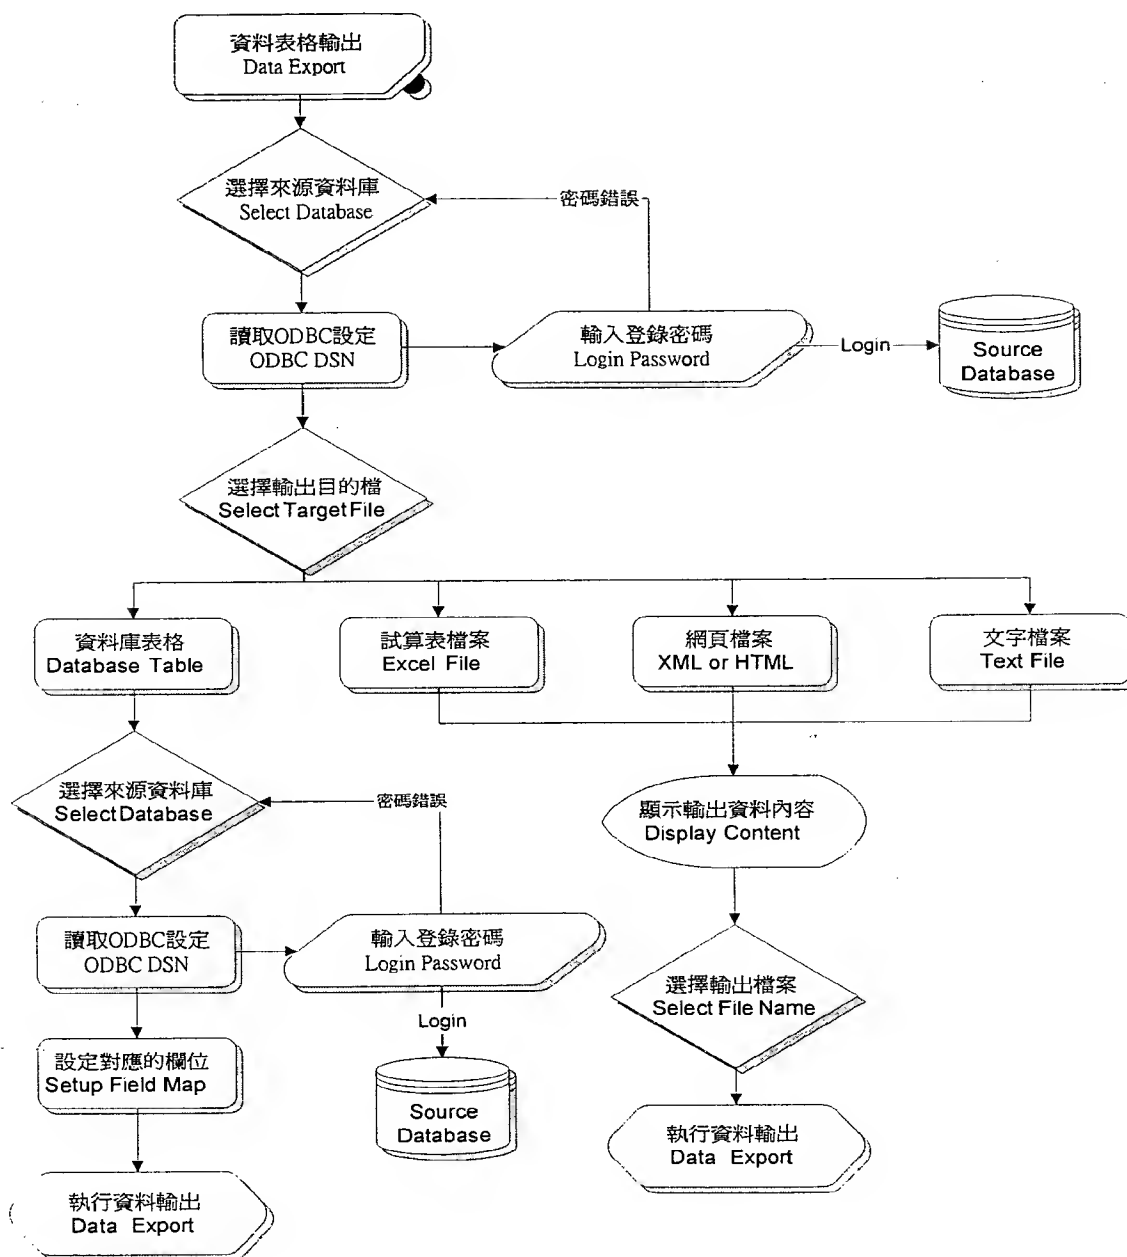 資料表格輸出
Data Export
選擇來源資料庫
Select Database
密碼錯誤
讀取ODBC設定
ODBC DSN
輸入登錄密碼
Login Password
Login
Source
Database
選擇輸出目的檔
Select Target File
資料庫表格
Database Table
試算表檔案
Excel File
網頁檔案
XML or HTML
文字檔案
Text File
選擇來源資料庫
Select Database
密碼錯誤
顯示輸出資料內容
Display Content
讀取ODBC設定
ODBC DSN
輸入登錄密碼
Login Password
選擇輸出檔案
Select File Name
Login
設定對應的欄位
Setup Field Map
Source
Database
執行資料輸出
Data Export
執行資料輸出
Data Export